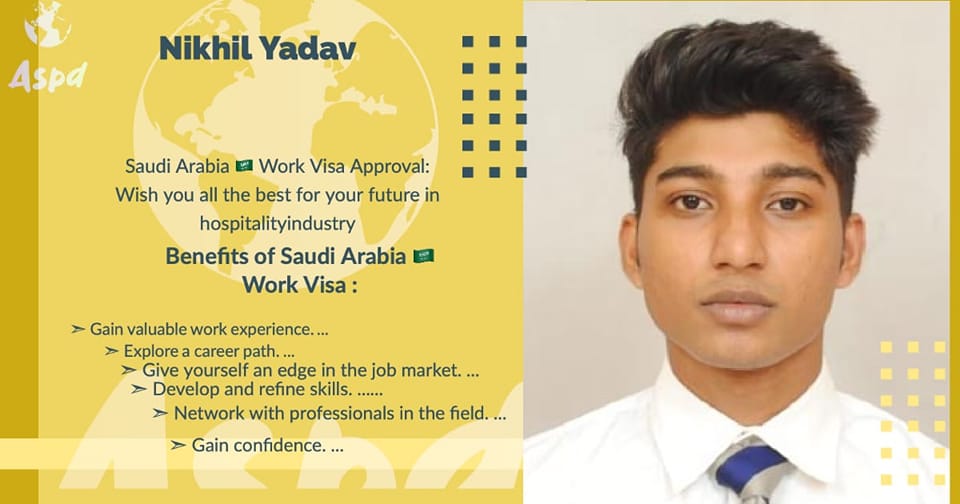 Aspd
Nikhil Yadav
Saudi Arabia 🇸🇦 Work Visa Approval:
Wish you all the best for your future in
hospitalityindustry
Benefits of Saudi Arabia 🇸🇦
Work Visa :
➣ Gain valuable work experience. ...
➣ Explore a career path. ...
➣ Give yourself an edge in the job market. ...
➣ Develop and refine skills. ......
➣ Network with professionals in the field. ...
➣ Gain confidence. ...
Aspd